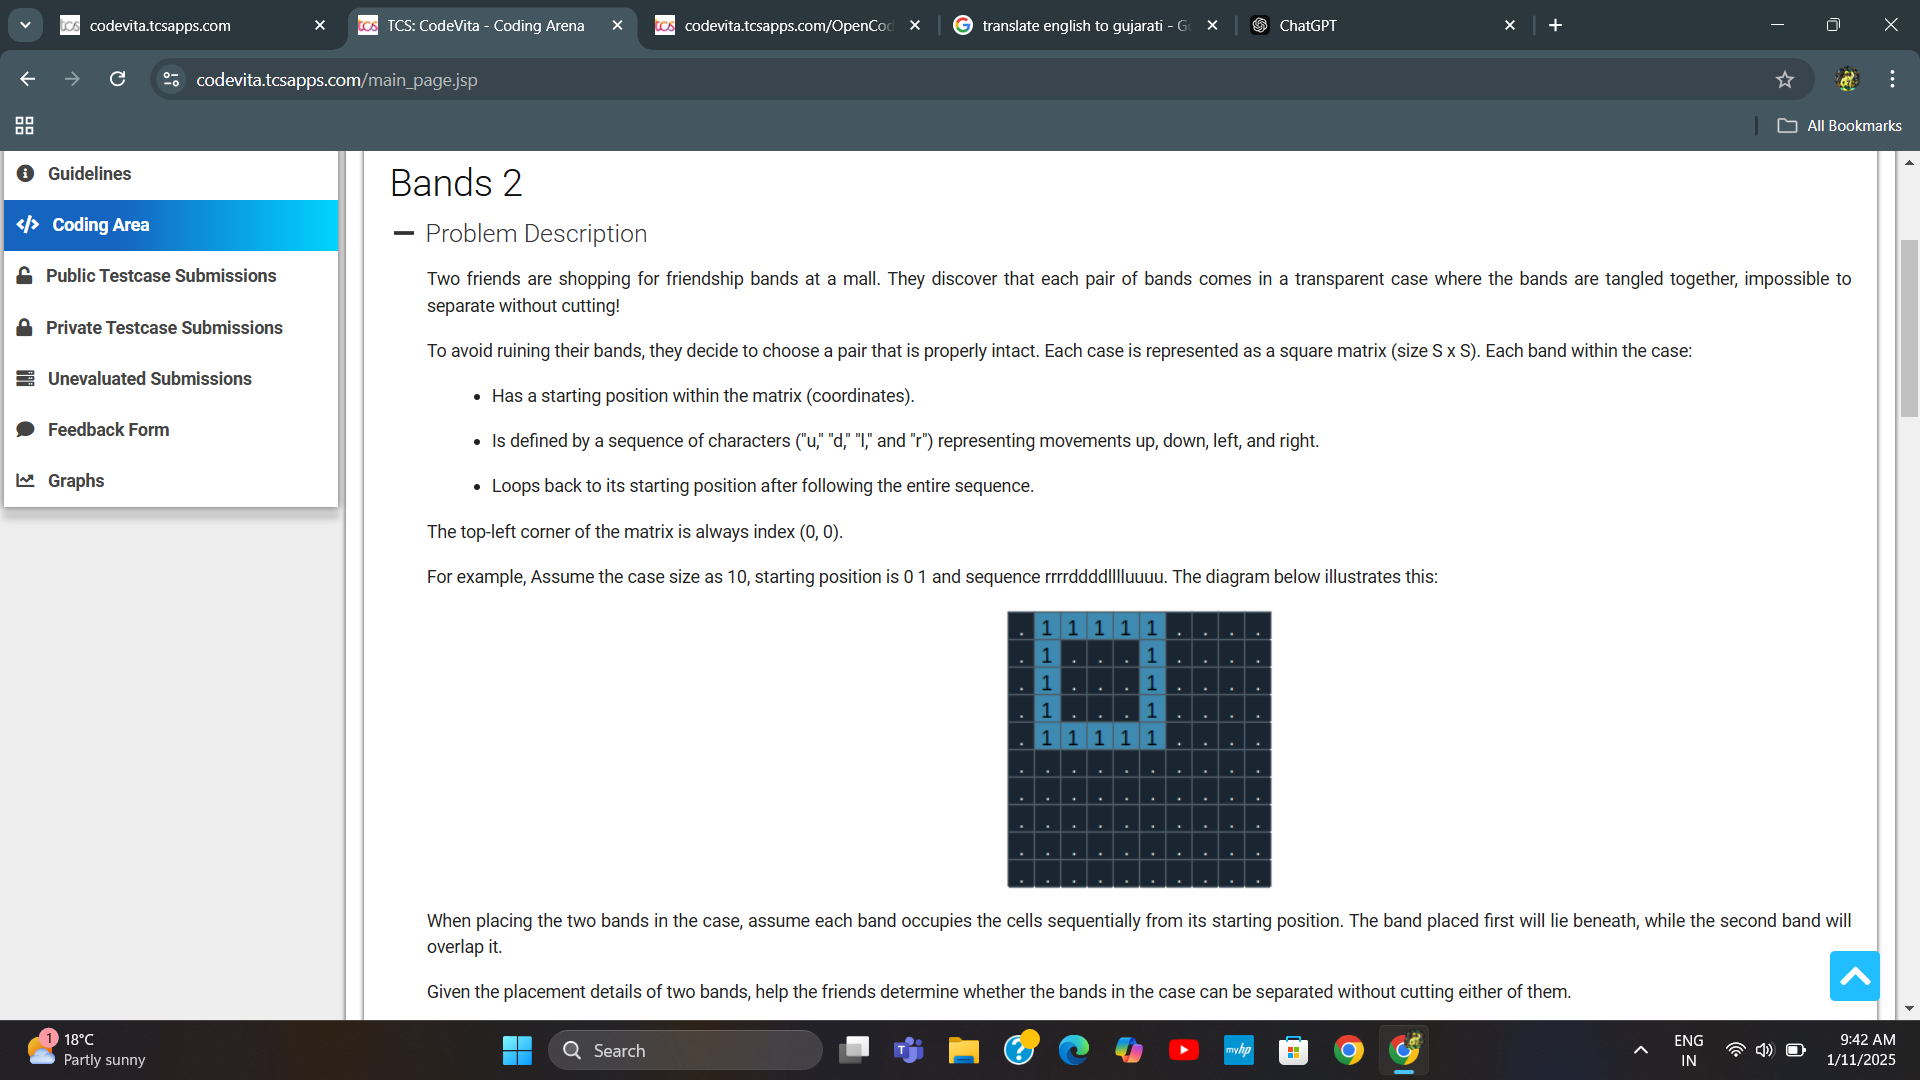 codevita.tcsapps.com
TCS: CodeVita - Coding Arena
codevita.tcsapps.com/OpenCod
translate english to gujarati - G
ChatGPT
codevita.tcsapps.com/main_page.jsp
All Bookmarks
Guidelines
Coding Area
Public Testcase Submissions
Private Testcase Submissions
Unevaluated Submissions
Feedback Form
Graphs
Bands 2
Problem Description
Two friends are shopping for friendship bands at a mall. They discover that each pair of bands comes in a transparent case where the bands are tangled together, impossible to
separate without cutting!
To avoid ruining their bands, they decide to choose a pair that is properly intact. Each case is represented as a square matrix (size S x S). Each band within the case:
• Has a starting position within the matrix (coordinates).
• Is defined by a sequence of characters ("u," "d," "l," and "r") representing movements up, down, left, and right.
• Loops back to its starting position after following the entire sequence.
The top-left corner of the matrix is always index (0, 0).
For example, Assume the case size as 10, starting position is 0 1 and sequence rrrrddddlllluuuu. The diagram below illustrates this:
. 1 1 1 1 1 . . . .
. 1 . . . 1 . . . .
. 1 . . . 1 . . . .
. 1 . . . 1 . . . .
. 1 1 1 1 1 . . . .
. . . . . . . . . .
. . . . . . . . . .
. . . . . . . . . .
. . . . . . . . . .
. . . . . . . . . .
When placing the two bands in the case, assume each band occupies the cells sequentially from its starting position. The band placed first will lie beneath, while the second band will
overlap it.
Given the placement details of two bands, help the friends determine whether the bands in the case can be separated without cutting either of them.
1
18°C
Partly sunny
Search
myhp
ENG
IN
9:42 AM
1/11/2025